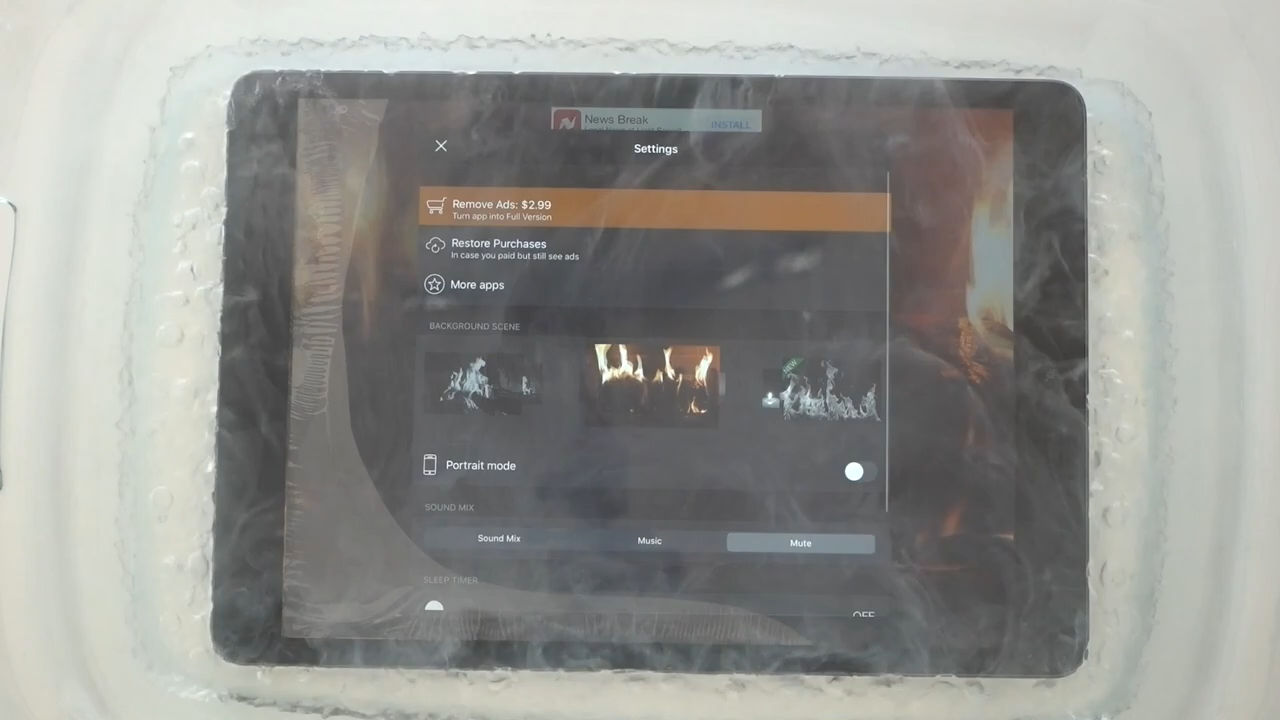 News Break
INSTALL
Settings
Remove Ads: $2.99
Turn app into Full Version
Restore Purchases
In case you paid but still see ads
More apps
BACKGROUND SCENE
NEW
Portrait mode
SOUND MIX
Sound Mix
Music
Mute
SLEEP TIMER
OFF